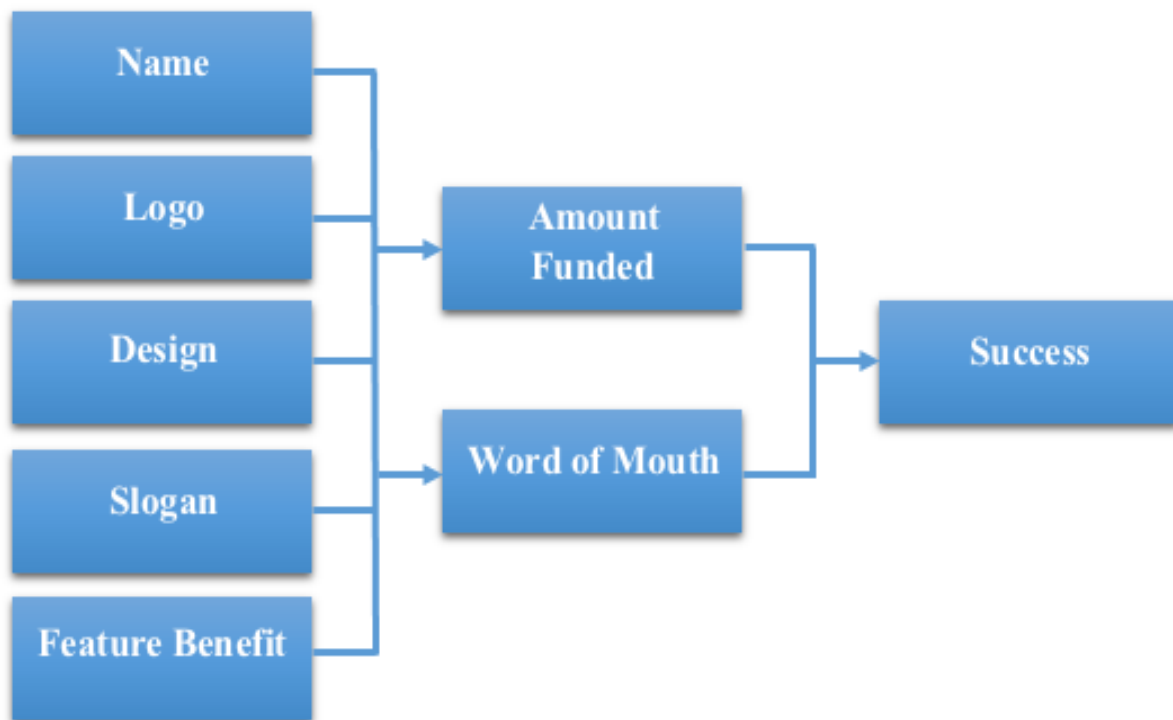 Name
Logo
Design
Slogan
Feature Benefit
Amount
Funded
Word of Mouth
Success